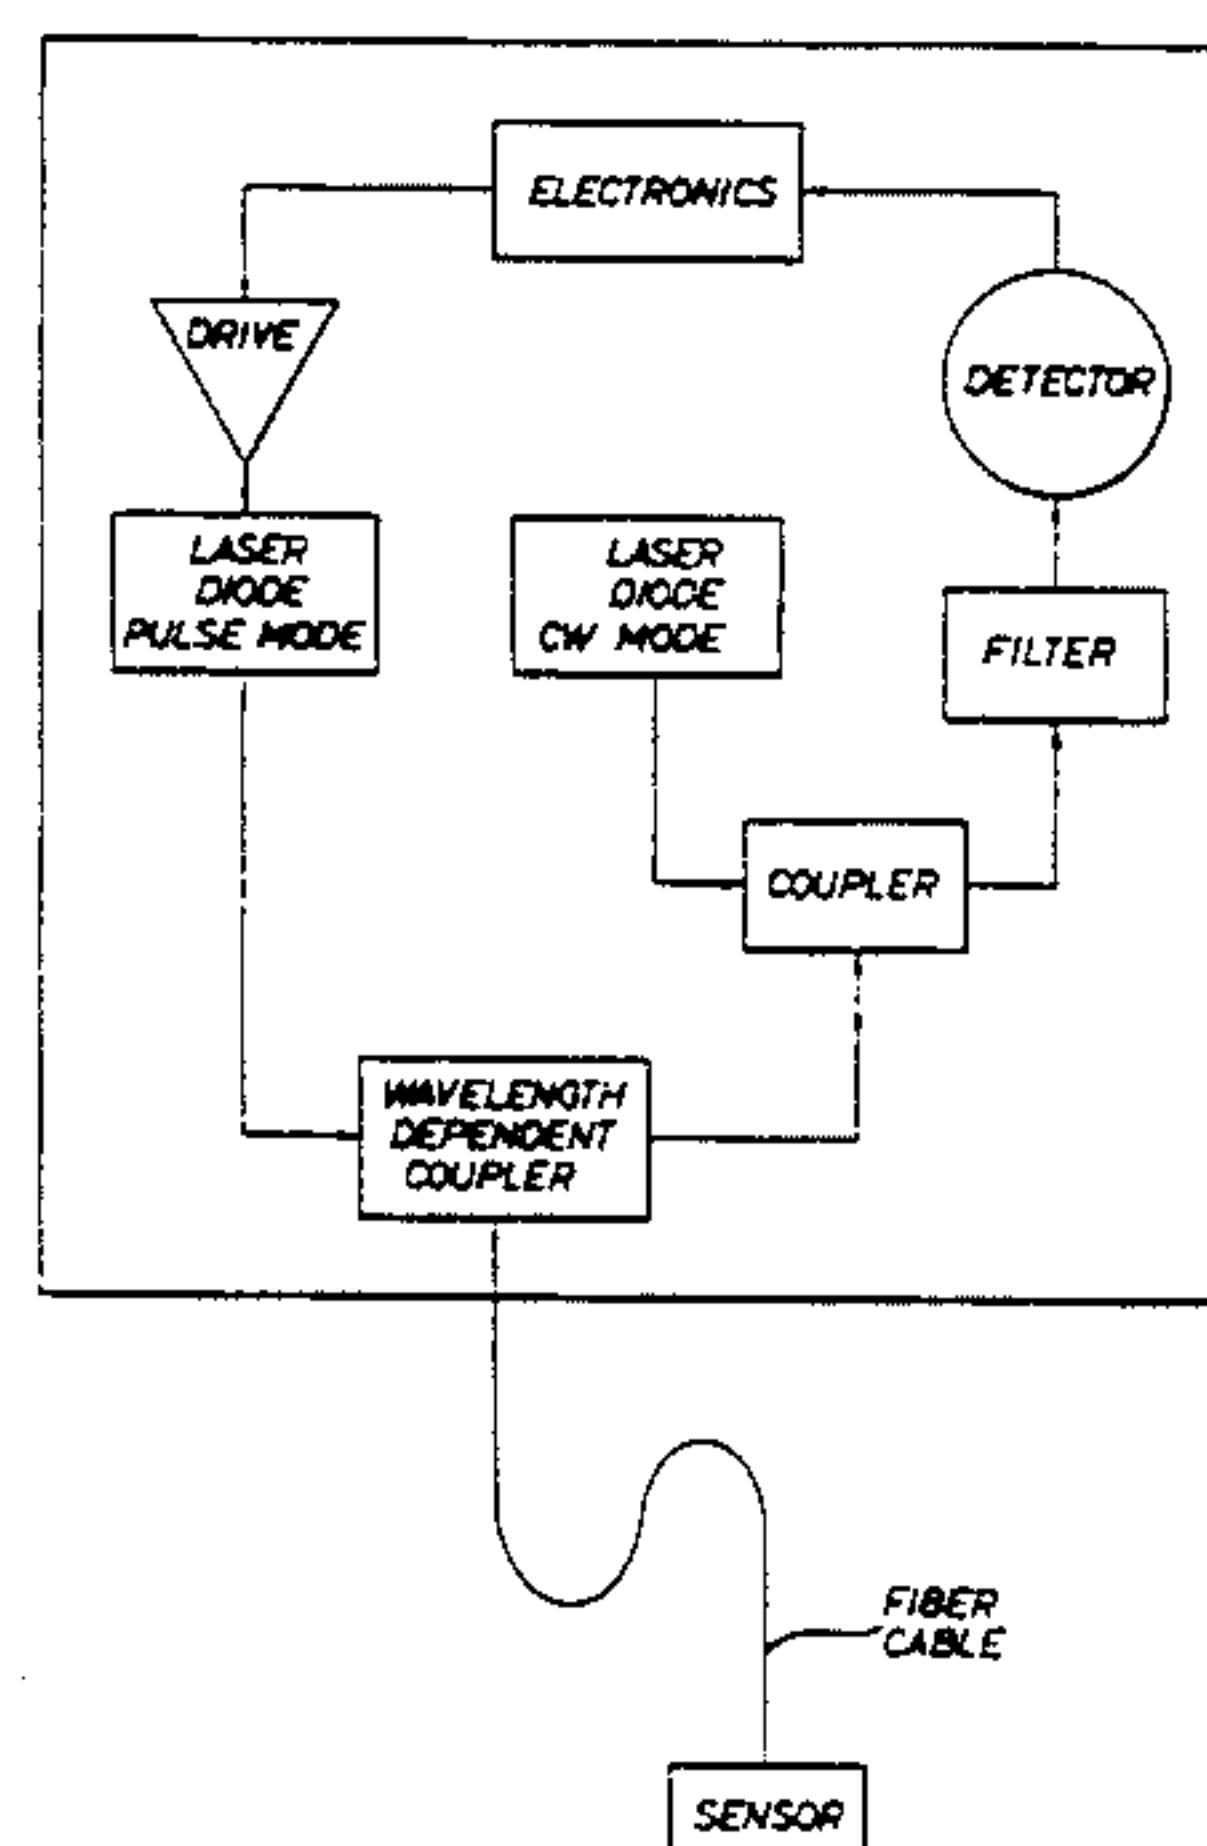 ELECTRONICS
DRIVE
DETECTOR
LASER
DIODE
PULSE MODE
LASER
DIODE
CW MODE
FILTER
COUPLER
WAVELENGTH
DEPENDENT
COUPLER
FIBER
CABLE
SENSOR